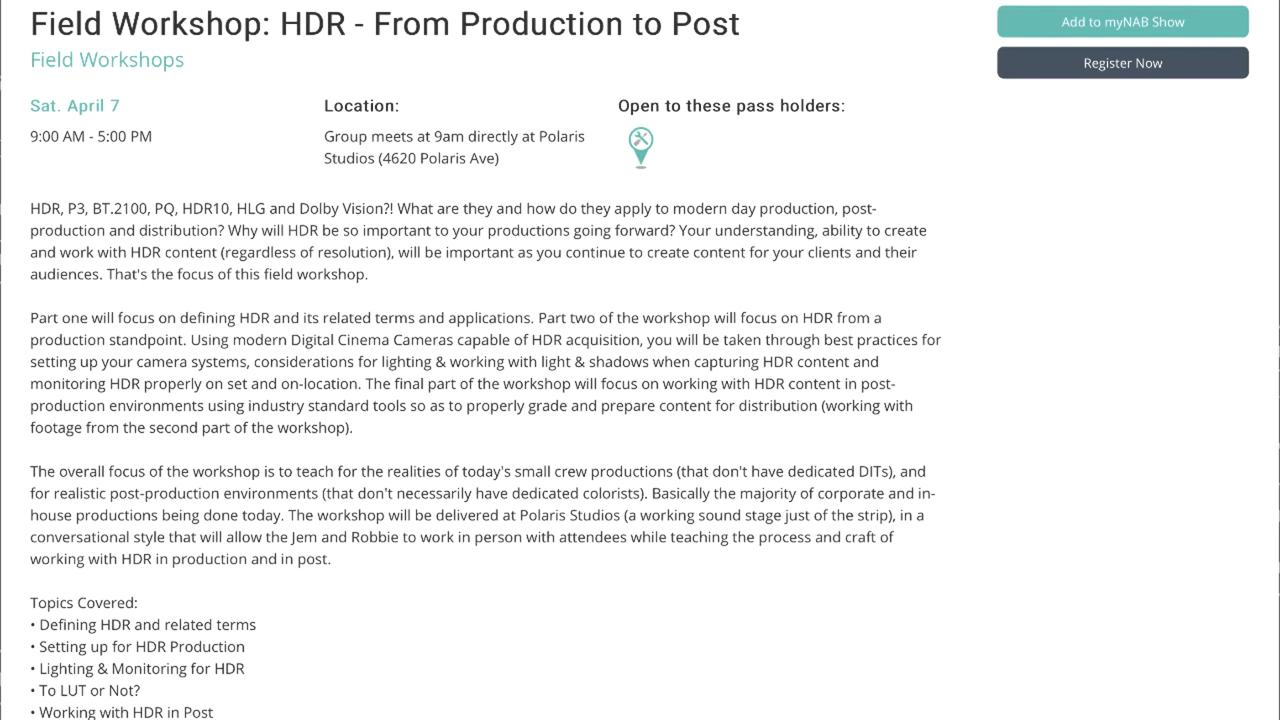 Field Workshop: HDR - From Production to Post
Add to myNAB Show
Field Workshops
Register Now
Sat. April 7
Location:
Open to these pass holders:
9:00 AM - 5:00 PM
Group meets at 9am directly at Polaris
Studios (4620 Polaris Ave)
HDR, P3, BT.2100, PQ, HDR10, HLG and Dolby Vision?! What are they and how do they apply to modern day production, post-
production and distribution? Why will HDR be so important to your productions going forward? Your understanding, ability to create
and work with HDR content (regardless of resolution), will be important as you continue to create content for your clients and their
audiences. That's the focus of this field workshop.
Part one will focus on defining HDR and its related terms and applications. Part two of the workshop will focus on HDR from a
production standpoint. Using modern Digital Cinema Cameras capable of HDR acquisition, you will be taken through best practices for
setting up your camera systems, considerations for lighting & working with light & shadows when capturing HDR content and
monitoring HDR properly on set and on-location. The final part of the workshop will focus on working with HDR content in post-
production environments using industry standard tools so as to properly grade and prepare content for distribution (working with
footage from the second part of the workshop).
The overall focus of the workshop is to teach for the realities of today's small crew productions (that don't have dedicated DITs), and
for realistic post-production environments (that don't necessarily have dedicated colorists). Basically the majority of corporate and in-
house productions being done today. The workshop will be delivered at Polaris Studios (a working sound stage just of the strip), in a
conversational style that will allow the Jem and Robbie to work in person with attendees while teaching the process and craft of
working with HDR in production and in post.
Topics Covered:
• Defining HDR and related terms
• Setting up for HDR Production
• Lighting & Monitoring for HDR
• To LUT or Not?
• Working with HDR in Post